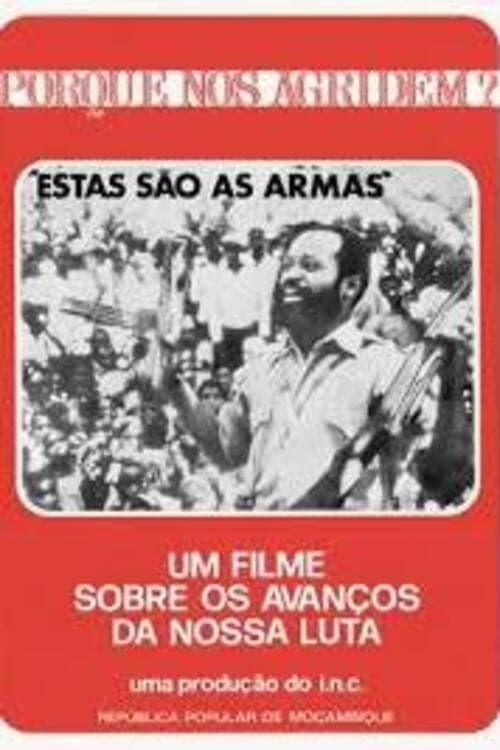 PORQUE NOS AGRIDEM?
"ESTAS SÃO AS ARMAS"
UM FILME
SOBRE OS AVANÇOS
DA NOSSA LUTA
uma produção do i.n.c.
REPÚBLICA POPULAR DE MOÇAMBIQUE